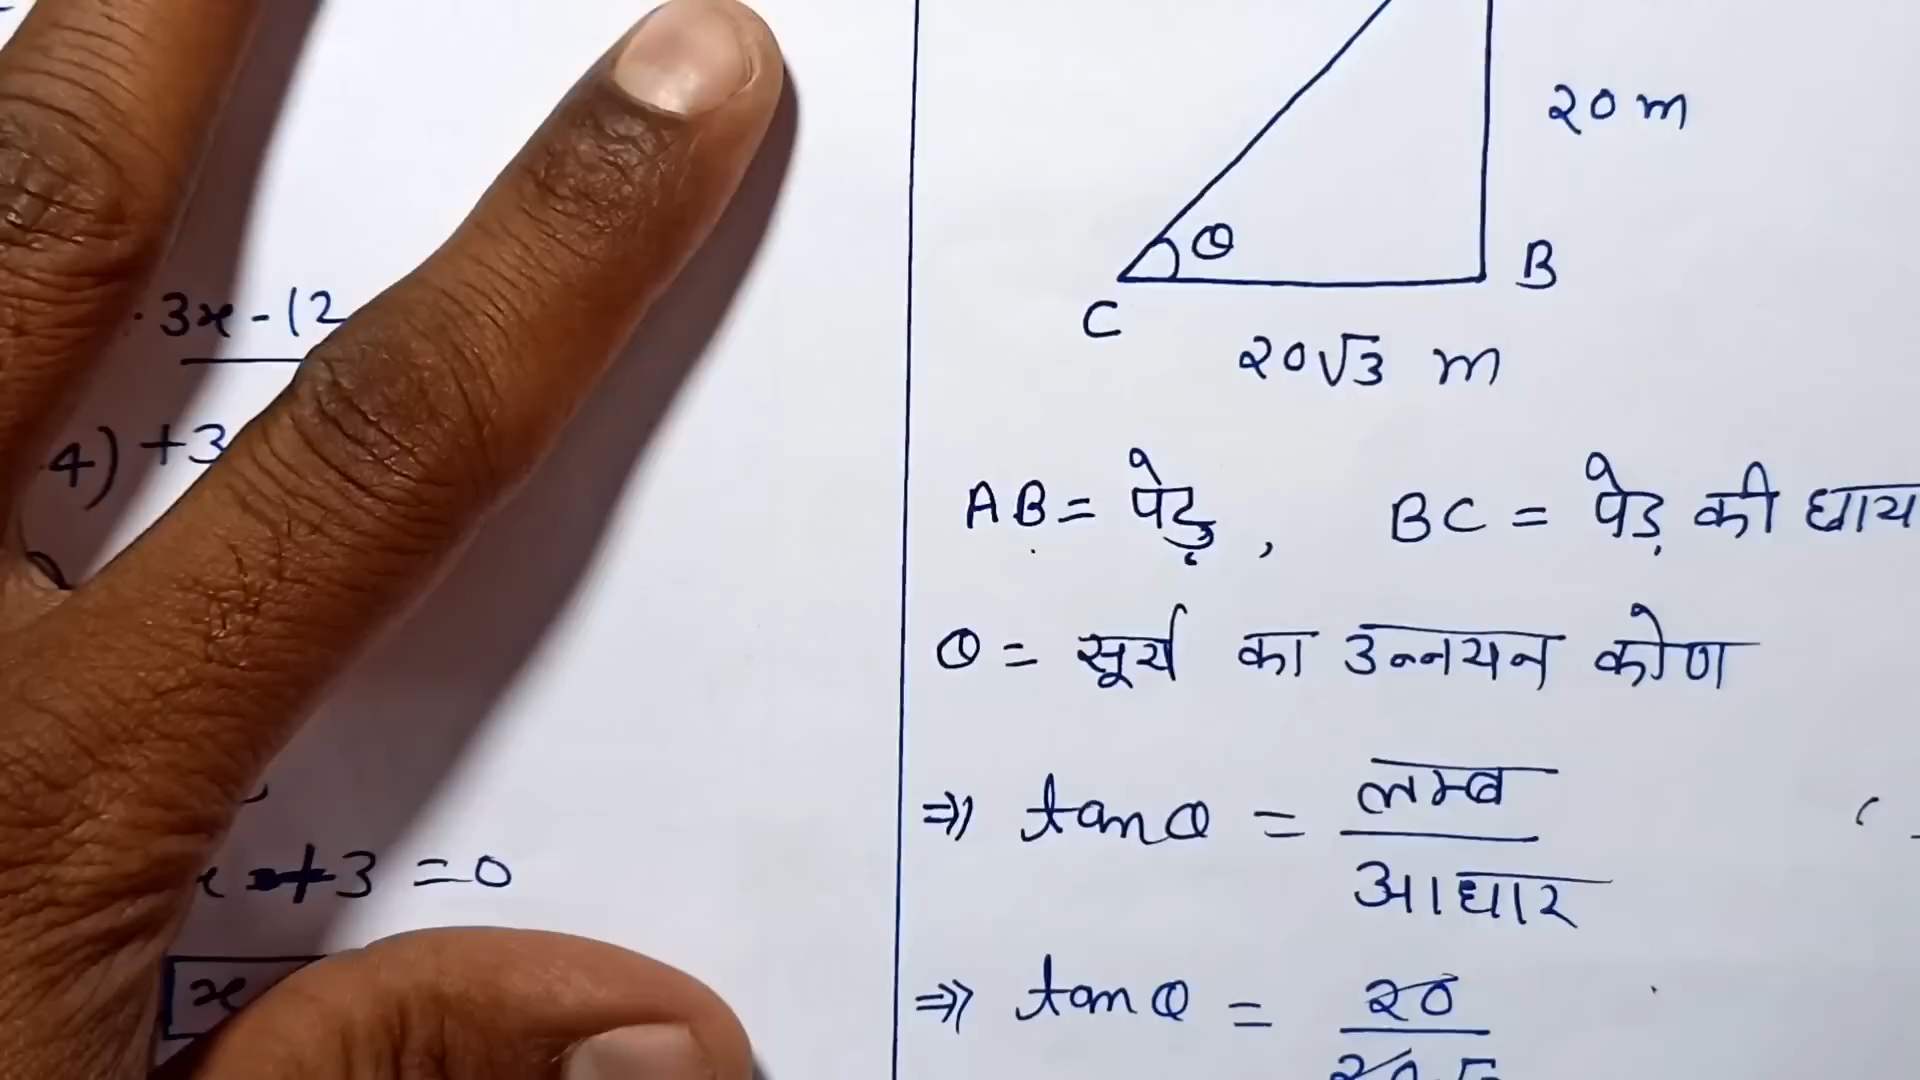 3x-12
4) +3
+3 =0
x
20 m
θ
B
C
20√3 m
AB = पेड़ , BC = पेड़ की छाय
θ = सूर्य का उन्नयन कोण
⇒ tanθ = लम्ब
आधार
⇒ tanθ = 20